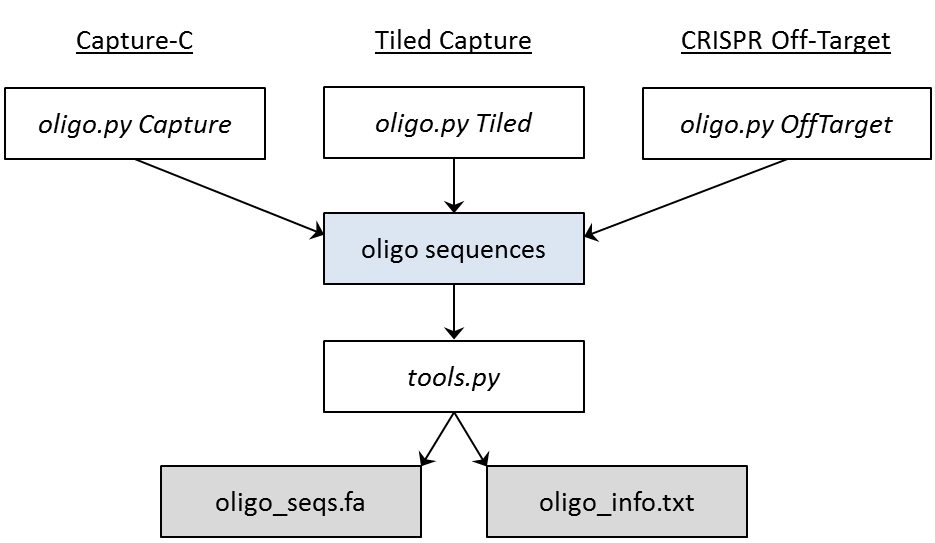 Capture-C
Tiled Capture
CRISPR Off-Target
oligo.py Capture
oligo.py Tiled
oligo.py OffTarget
oligo sequences
tools.py
oligo_seqs.fa
oligo_info.txt